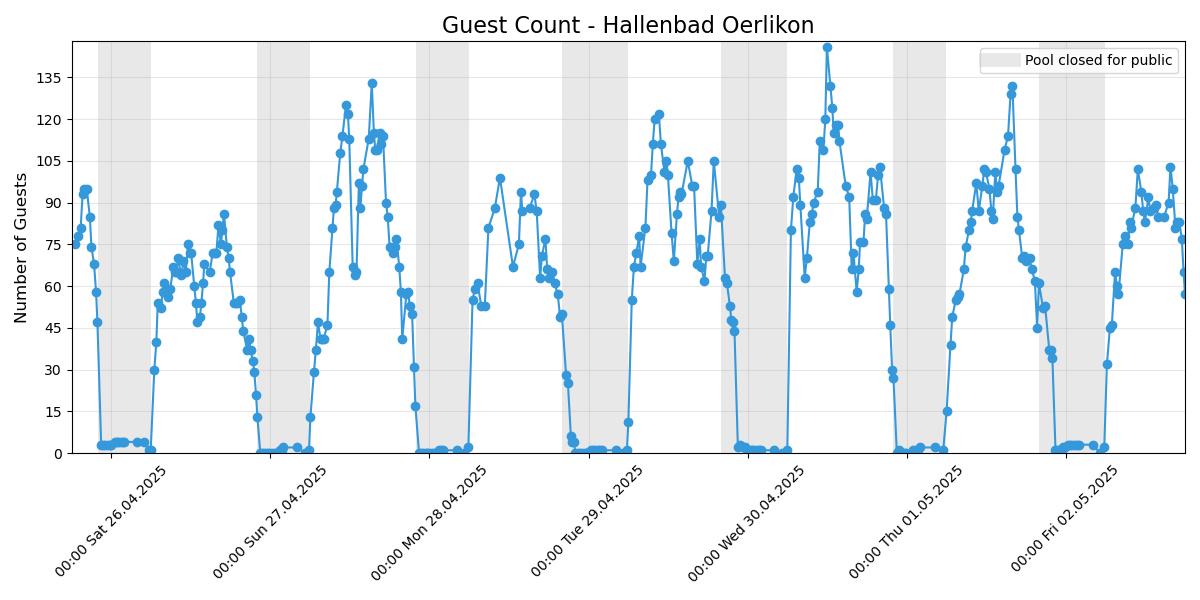 Guest Count - Hallenbad Oerlikon
Pool closed for public
Number of Guests
135
120
105
90
75
60
45
30
15
0
00:00 Sat 26.04.2025
00:00 Sun 27.04.2025
00:00 Mon 28.04.2025
00:00 Tue 29.04.2025
00:00 Wed 30.04.2025
00:00 Thu 01.05.2025
00:00 Fri 02.05.2025